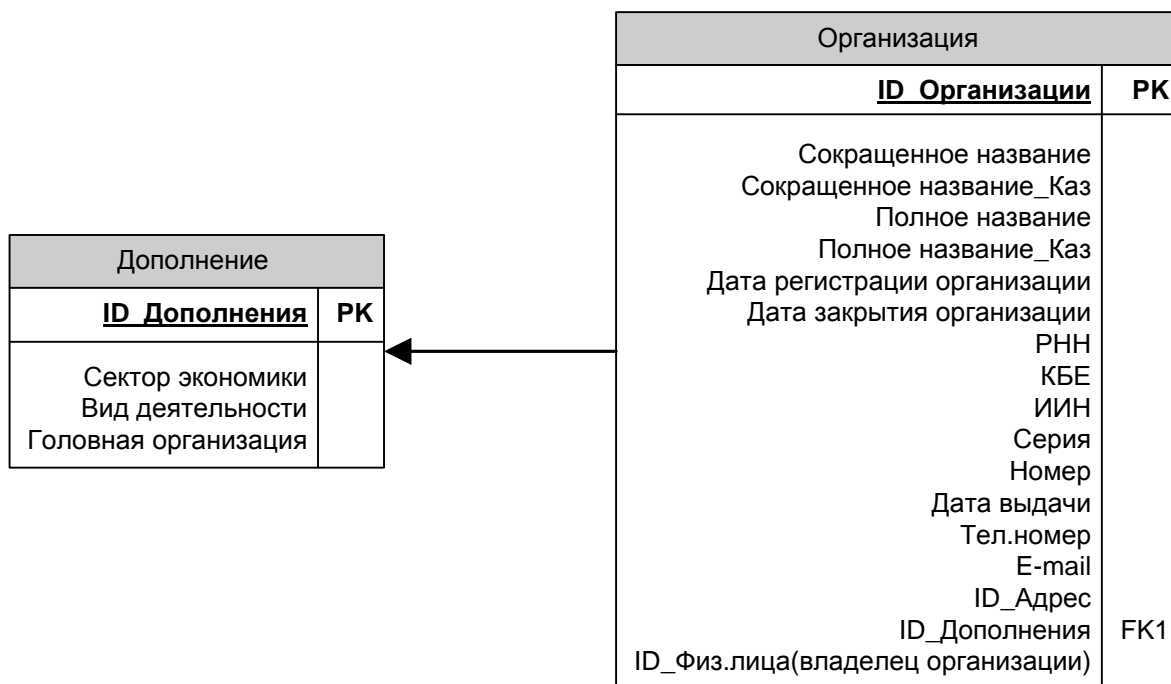 Организация
ID_Организации PK
Сокращенное название
Сокращенное название_Каз
Полное название
Полное название_Каз
Дата регистрации организации
Дата закрытия организации
РНН
КБЕ
ИИН
Серия
Номер
Дата выдачи
Тел.номер
E-mail
ID_Адрес
ID_Дополнения FK1
ID_Физ.лица(владелец организации)
Дополнение
ID_Дополнения PK
Сектор экономики
Вид деятельности
Головная организация